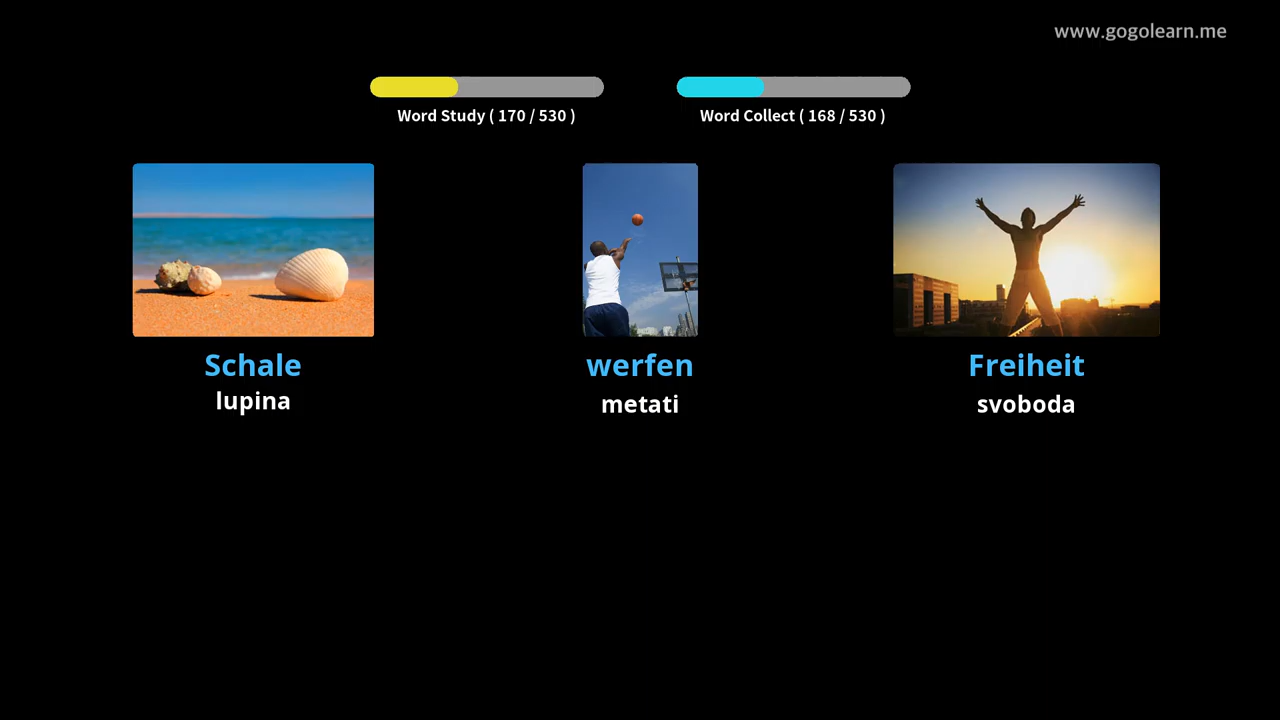 www.gogolearn.me
Word Study ( 170 / 530 )
Word Collect ( 168 / 530 )
Schale
lupina
werfen
metati
Freiheit
svoboda